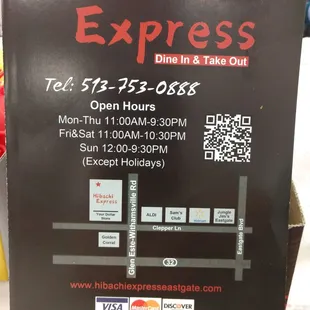 Express
Dine In & Take Out
Tel: 513-753-0888
Open Hours
Mon-Thu 11:00AM-9:30PM
Fri&Sat 11:00AM-10:30PM
Sun 12:00-9:30PM
(Except Holidays)
Hibachi
Express
Your Dollar
Store
Golden
Corral
Glen Este-Withamsville Rd
ALDI
Sam's
Club
Jungle
Jim's
Eastgate
Clepper Ln
Eastgate Blvd
32
www.hibachiexpresseastgate.com
VISA
MasterCard
DISCOVER